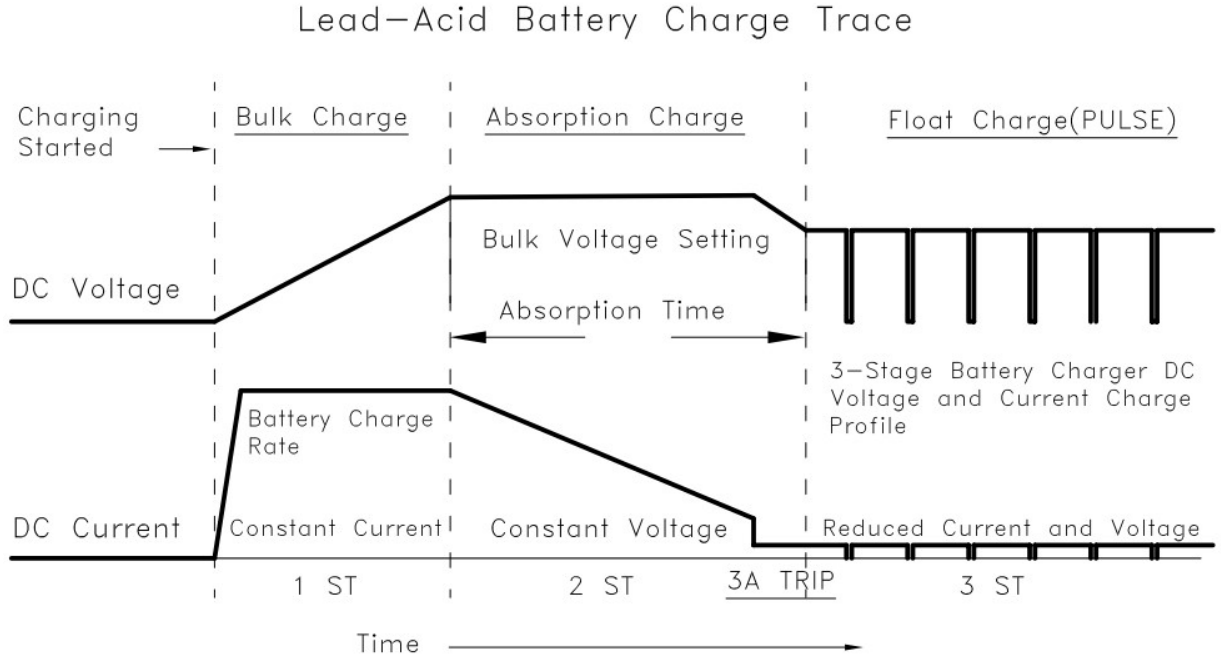 Lead-Acid Battery Charge Trace
Charging
Started
Bulk Charge
Absorption Charge
Float Charge(PULSE)
DC Voltage
Bulk Voltage Setting
Absorption Time
3-Stage Battery Charger DC
Voltage and Current Charge
Profile
Battery Charge
Rate
DC Current
Constant Current
Constant Voltage
Reduced Current and Voltage
1 ST
2 ST
3A TRIP
3 ST
Time